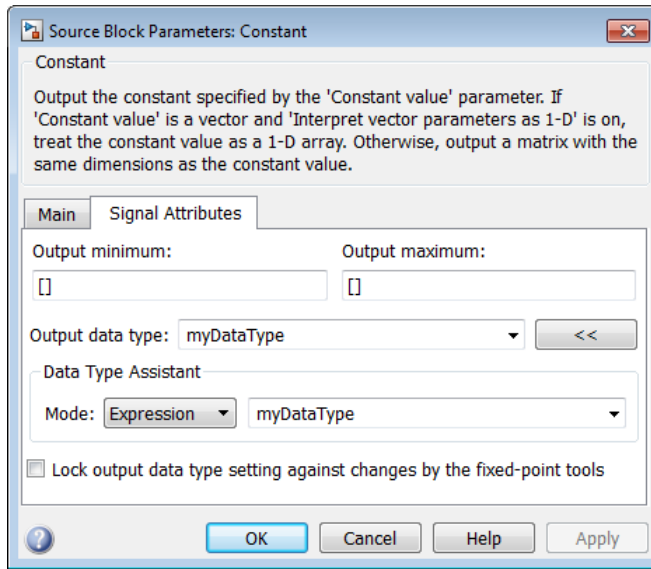 Source Block Parameters: Constant
Constant
Output the constant specified by the 'Constant value' parameter. If
'Constant value' is a vector and 'Interpret vector parameters as 1-D' is on,
treat the constant value as a 1-D array. Otherwise, output a matrix with the
same dimensions as the constant value.
Main Signal Attributes
Output minimum: Output maximum:
[] []
Output data type: myDataType <<
Data Type Assistant
Mode: Expression myDataType
Lock output data type setting against changes by the fixed-point tools
? OK Cancel Help Apply